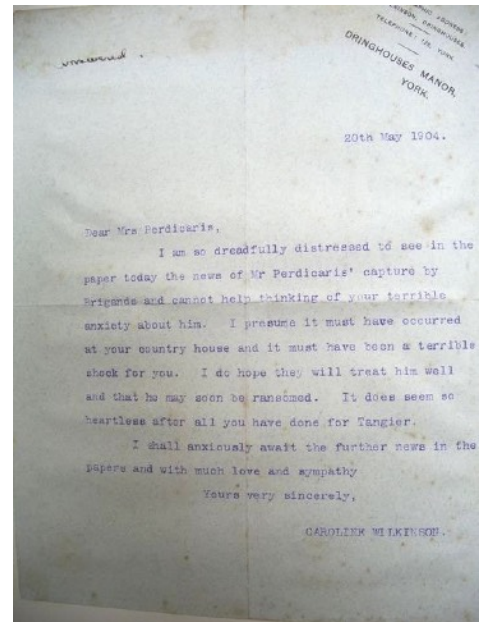 ADDRESS:
DRINGHOUSES.
TELEPHONE: YORK.
DRINGHOUSES MANOR,
YORK.
answered.
20th May 1904.
Dear Mrs Perdicaris,
I am so dreadfully distressed to see in the
paper today the news of Mr Perdicaris' capture by
Brigands and cannot help thinking of your terrible
anxiety about him. I presume it must have occurred
at your country house and it must have been a terrible
shock for you. I do hope they will treat him well
and that he may soon be ransomed. It does seem so
heartless after all you have done for Tangier.
I shall anxiously await the further news in the
papers and with much love and sympathy
Yours very sincerely,
CAROLINE WILKINSON.